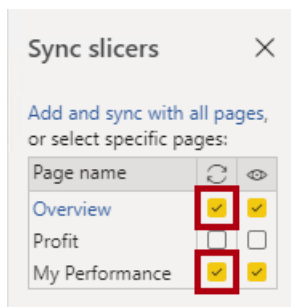 Sync slicers
Add and sync with all pages,
or select specific pages:
Page name
Overview
Profit
My Performance